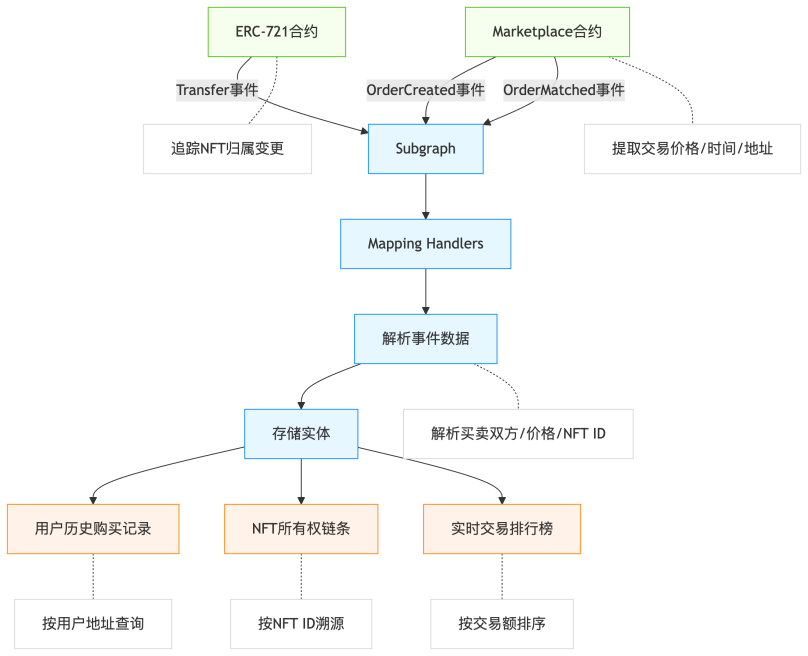 ERC-721合约
Marketplace合约
Transfer事件
OrderCreated事件
OrderMatched事件
追踪NFT归属变更
Subgraph
提取交易价格/时间/地址
Mapping Handlers
解析事件数据
存储实体
解析买卖双方/价格/NFT ID
用户历史购买记录
NFT所有权链条
实时交易排行榜
按用户地址查询
按NFT ID溯源
按交易额排序